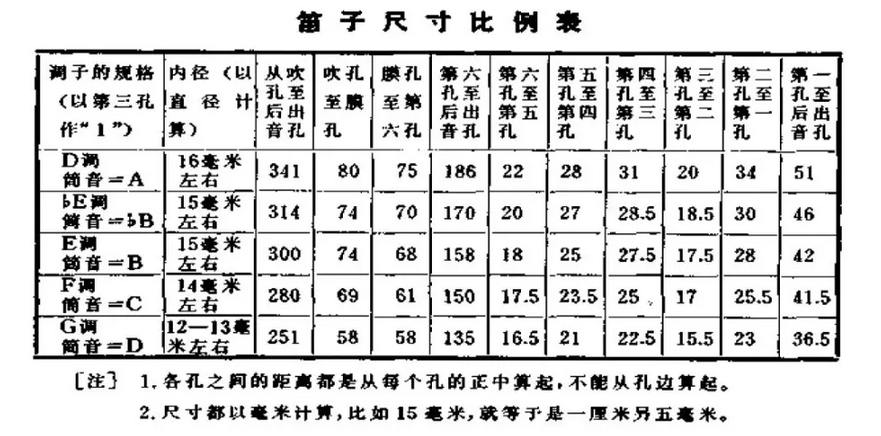 笛子尺寸比例表
调子的规格(以第三孔作“1”) 内径(以直径计算) 从吹孔至后出音孔 吹孔至膜孔 膜孔至第六孔 第六孔至后出音孔 第六孔至第五孔 第五孔至第四孔 第四孔至第三孔 第三孔至第二孔 第二孔至第一孔 第一孔至后出音孔
D调 筒音=A 16毫米左右 341 80 75 186 22 28 31 20 34 51
♭E调 筒音=♭B 15毫米左右 314 74 70 170 20 27 28.5 18.5 30 46
E调 筒音=B 15毫米左右 300 74 68 158 18 25 27.5 17.5 28 42
F调 筒音=C 14毫米左右 280 69 61 150 17.5 23.5 25 17 25.5 41.5
G调 筒音=D 12—13毫米左右 251 58 58 135 16.5 21 22.5 15.5 23 36.5
[注] 1.各孔之间的距离都是从每个孔的正中算起,不能从孔边算起。
2.尺寸都以毫米计算,比如15毫米,就等于是一厘米另五毫米。